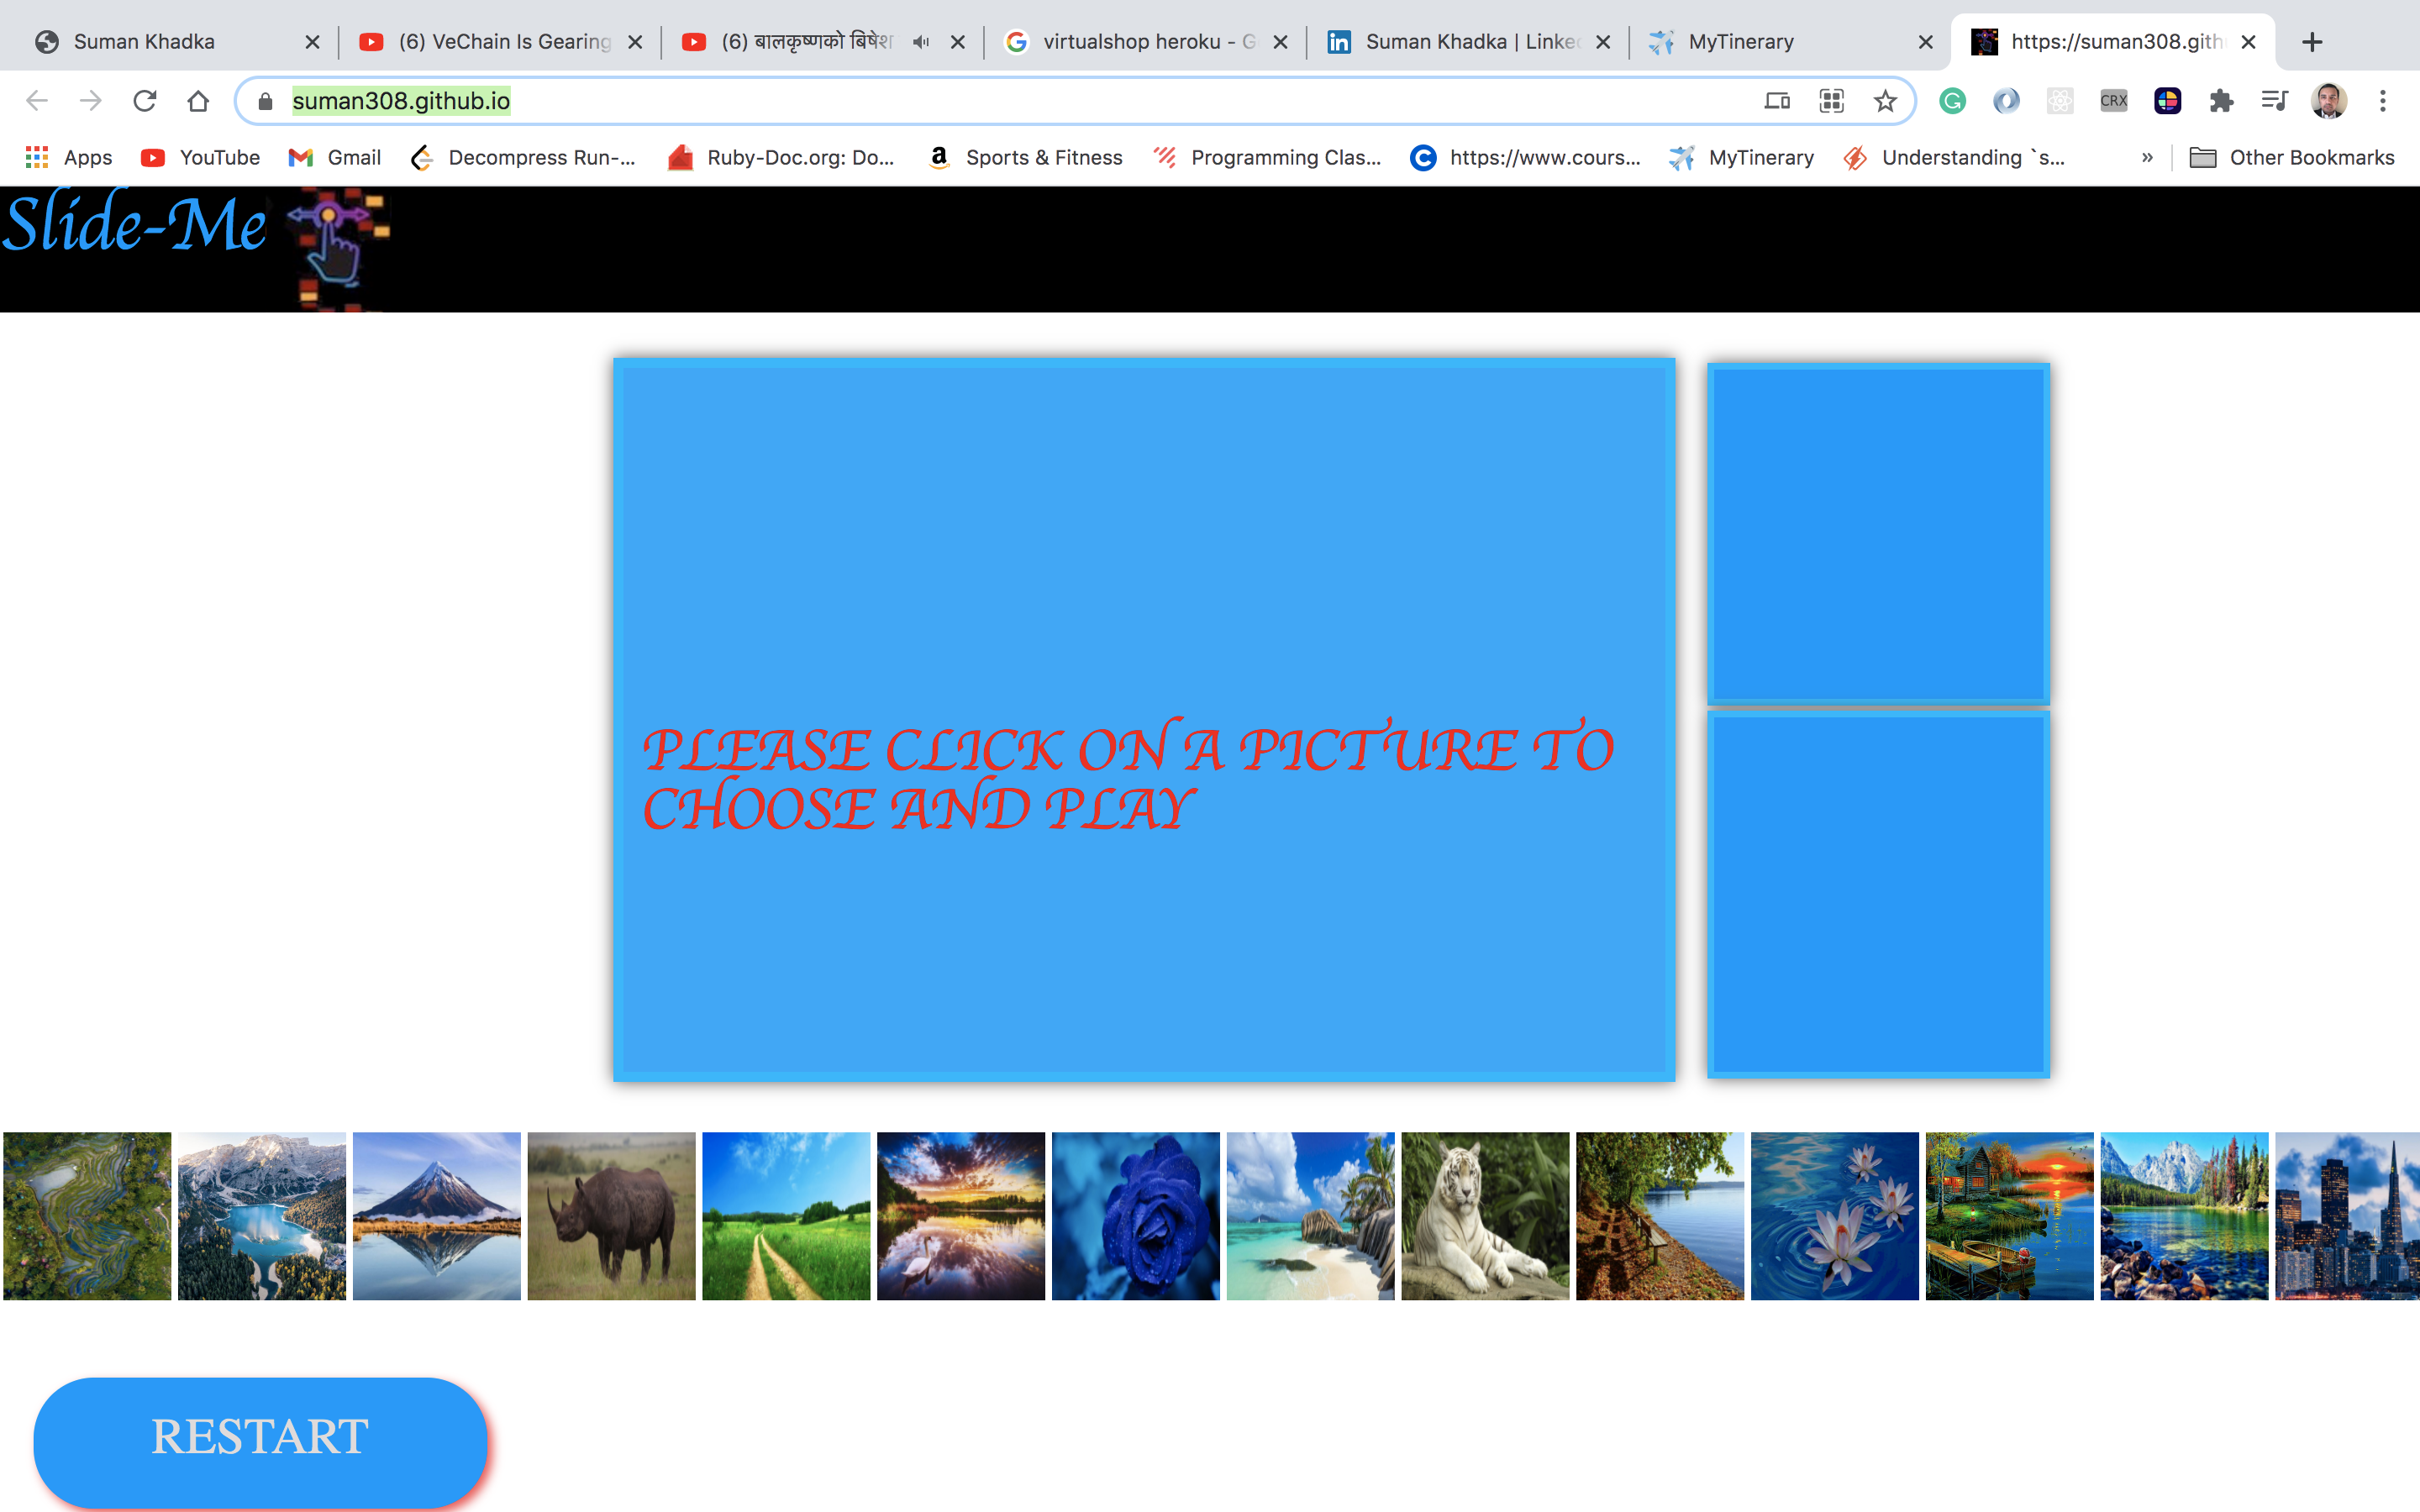 Suman Khadka
(6) VeChain Is Gearing
(6) बालकृष्णको बिषेश
virtualshop heroku - G
Suman Khadka | Linke
MyTinerary
https://suman308.gith
suman308.github.io
CRX
Apps
YouTube
Gmail
Decompress Run-...
Ruby-Doc.org: Do...
Sports & Fitness
Programming Clas...
https://www.cours...
MyTinerary
Understanding `s...
»
Other Bookmarks
Slide-Me
PLEASE CLICK ON A PICTURE TO
CHOOSE AND PLAY
RESTART